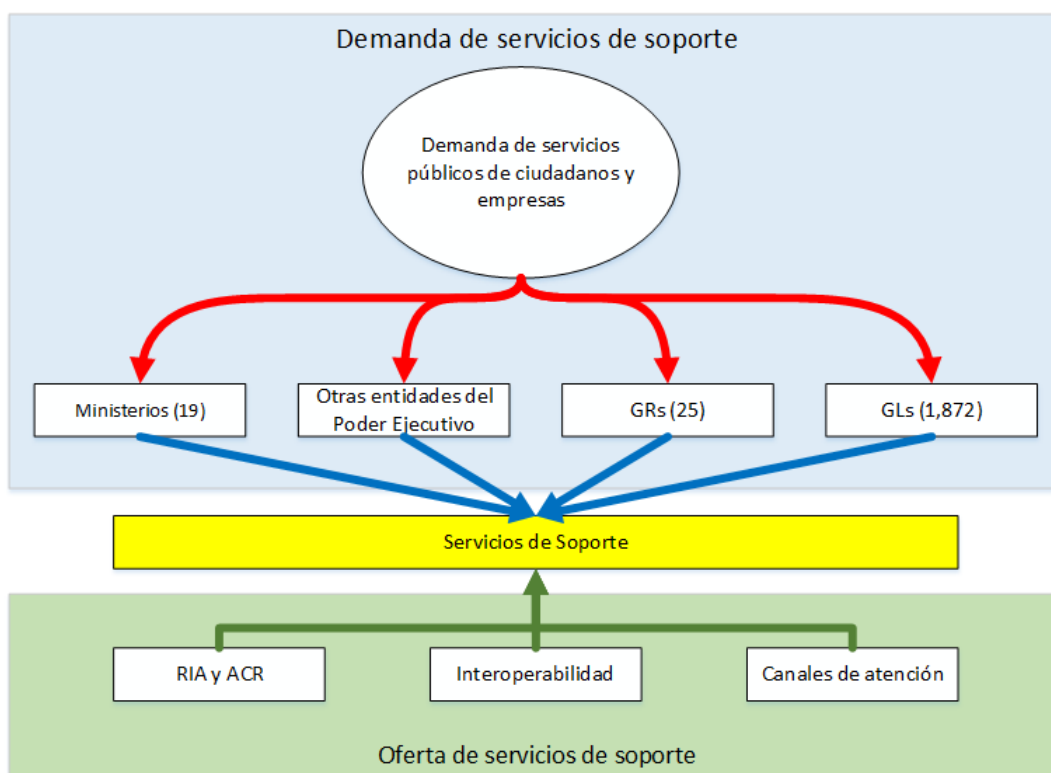 Demanda de servicios de soporte
Demanda de servicios
públicos de ciudadanos y
empresas
Ministerios (19)
Otras entidades del
Poder Ejecutivo
GRs (25)
GLs (1,872)
Servicios de Soporte
RIA y ACR
Interoperabilidad
Canales de atención
Oferta de servicios de soporte